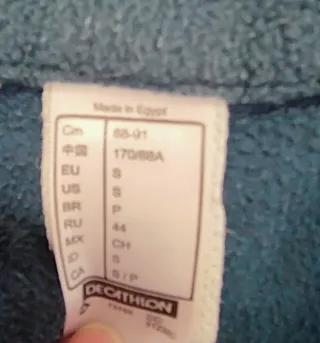 Made in Egypt
Cm 88-91
中国 170/88A
EU S
US S
BR P
RU 44
MX CH
ID S
CA S / P
DECATHLON